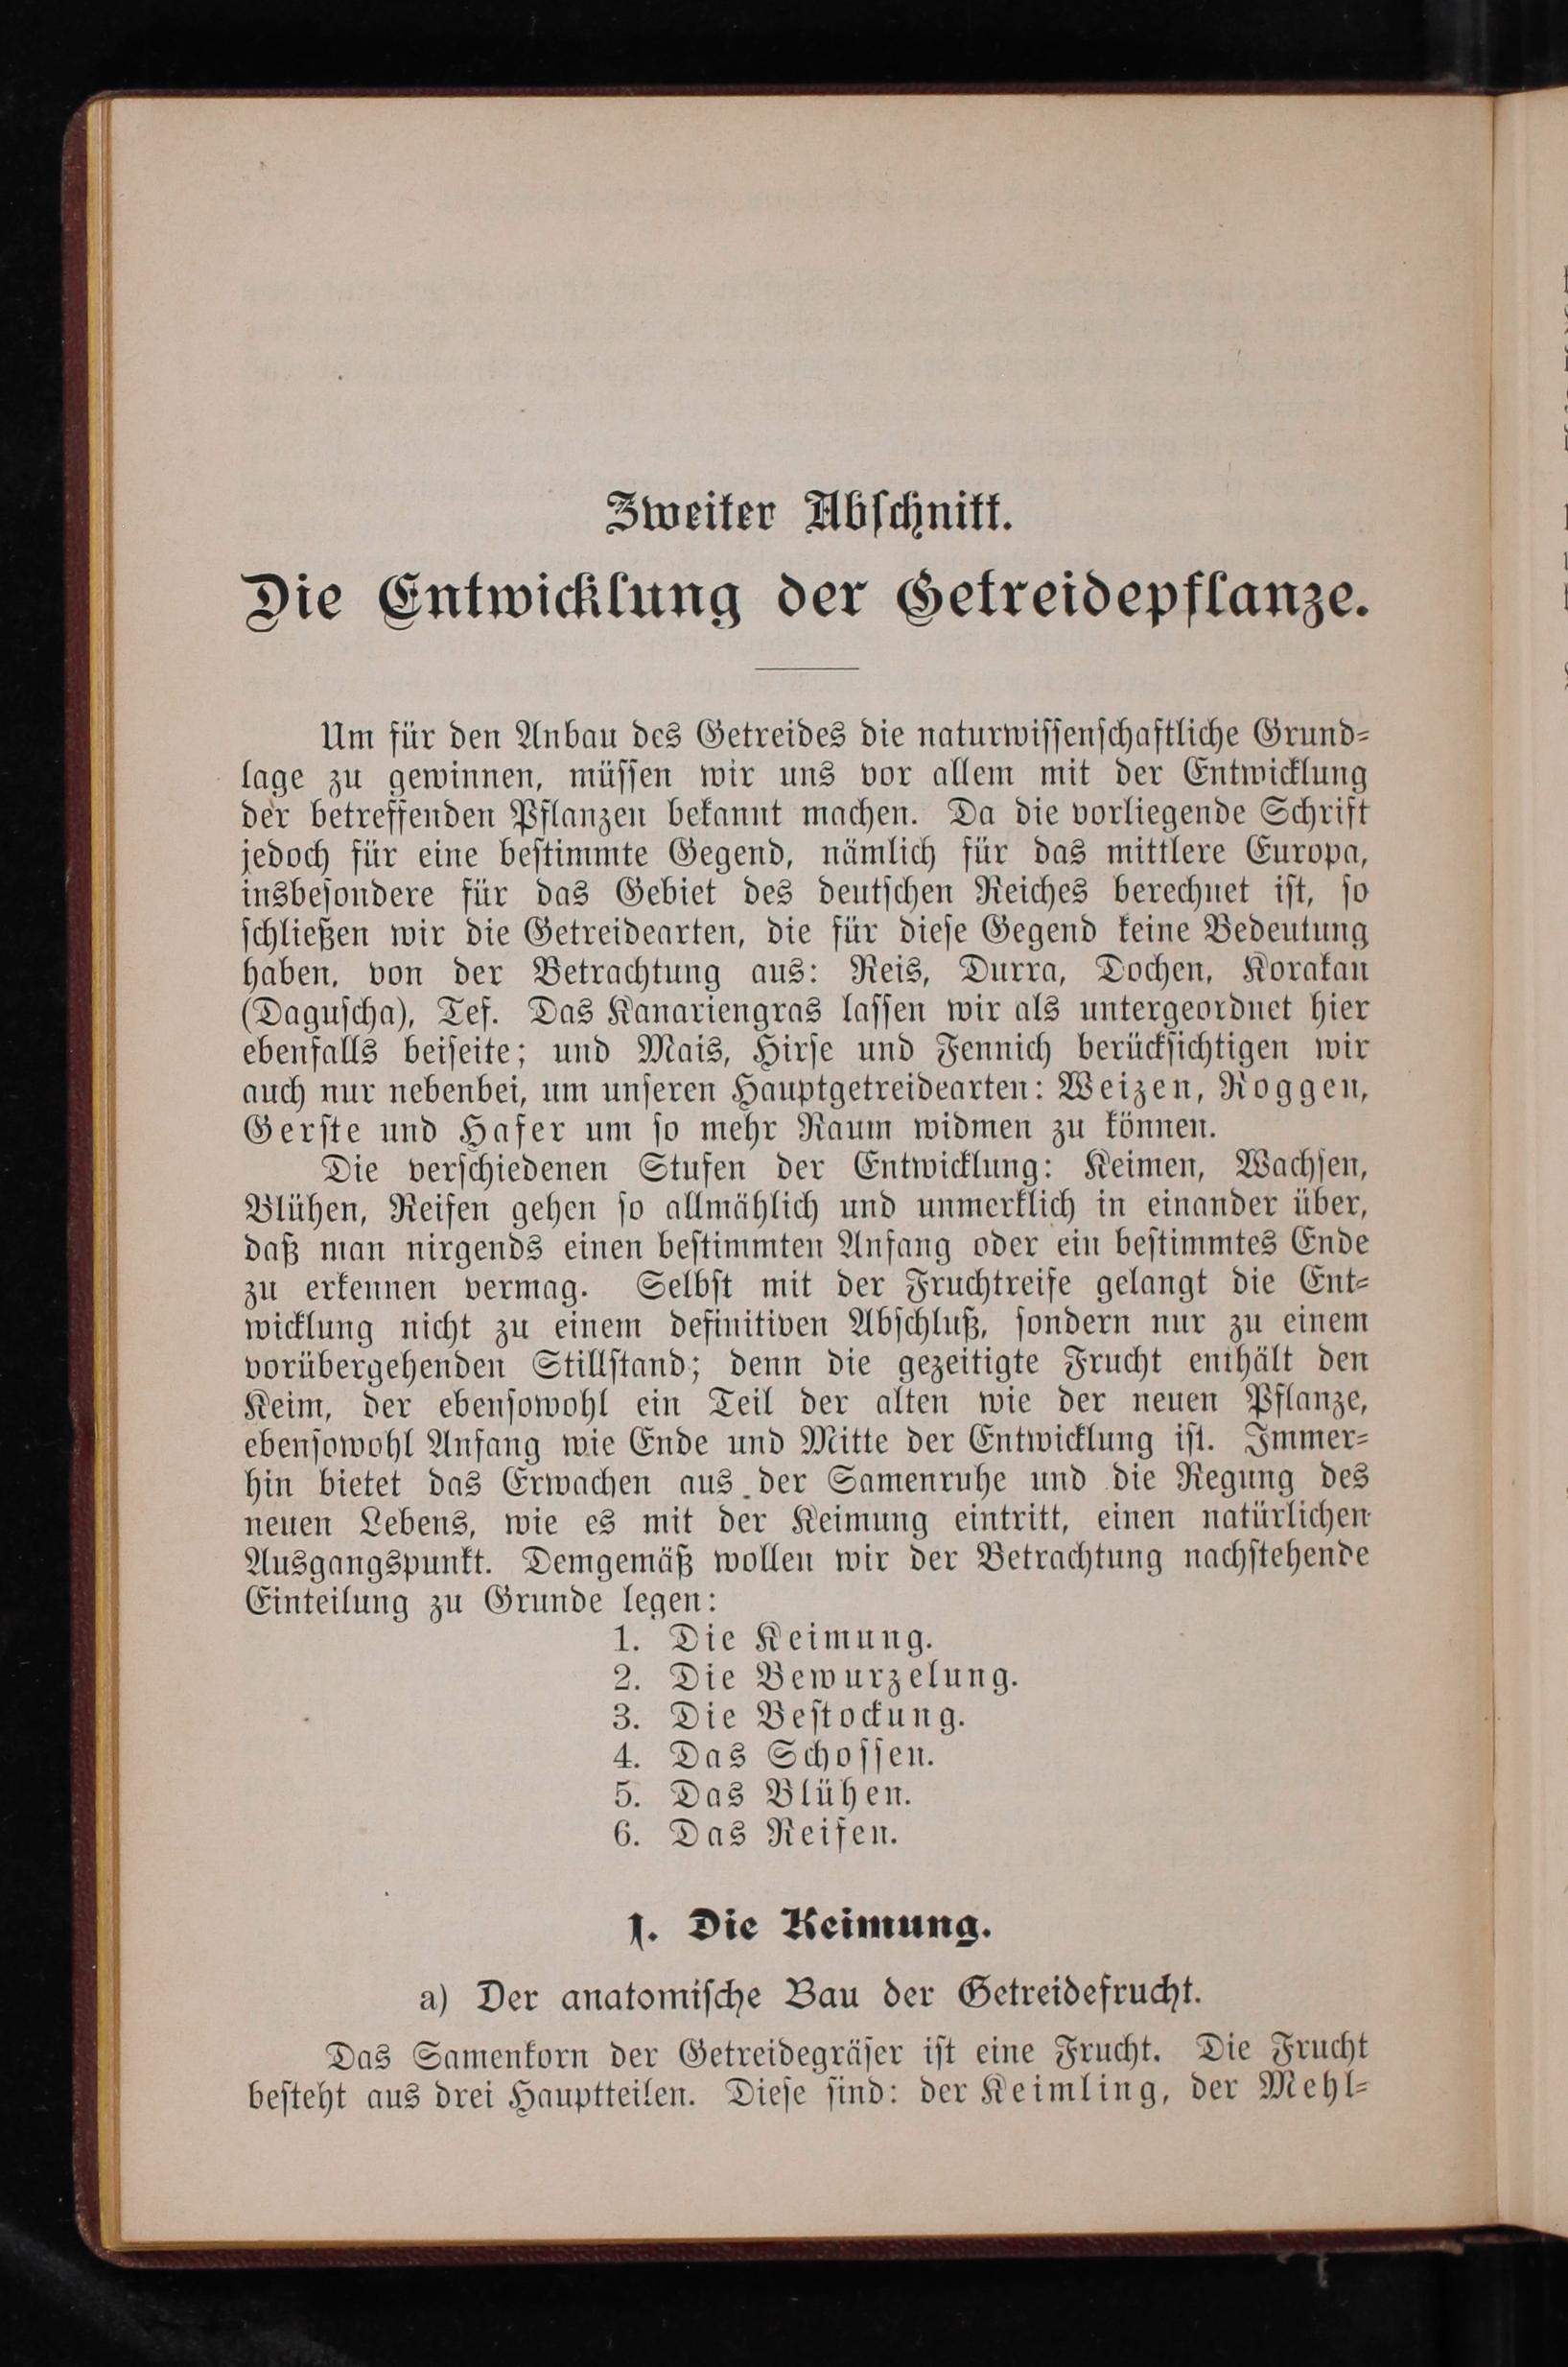 Zweiter Abschnitt.
Die Entwicklung der Getreidepflanze.
Um für den Anbau des Getreides die naturwissenschaftliche Grund-
lage zu gewinnen, müssen wir uns vor allem mit der Entwicklung
der betreffenden Pflanzen bekannt machen. Da die vorliegende Schrift
jedoch für eine bestimmte Gegend, nämlich für das mittlere Europa,
insbesondere für das Gebiet des deutschen Reiches berechnet ist, so
schließen wir die Getreidearten, die für diese Gegend keine Bedeutung
haben, von der Betrachtung aus: Reis, Durra, Dochen, Korakan
(Daguscha), Tef. Das Kanariengras lassen wir als untergeordnet hier
ebenfalls beiseite; und Mais, Hirse und Fennich berücksichtigen wir
auch nur nebenbei, um unseren Hauptgetreidearten: Weizen, Roggen,
Gerste und Hafer um so mehr Raum widmen zu können.
Die verschiedenen Stufen der Entwicklung: Keimen, Wachsen,
Blühen, Reifen gehen so allmählich und unmerklich in einander über,
daß man nirgends einen bestimmten Anfang oder ein bestimmtes Ende
zu erkennen vermag. Selbst mit der Fruchtreife gelangt die Ent-
wicklung nicht zu einem definitiven Abschluß, sondern nur zu einem
vorübergehenden Stillstand; denn die gezeitigte Frucht enthält den
Keim, der ebensowohl ein Teil der alten wie der neuen Pflanze,
ebensowohl Anfang wie Ende und Mitte der Entwicklung ist. Immer-
hin bietet das Erwachen aus der Samenruhe und die Regung des
neuen Lebens, wie es mit der Keimung eintritt, einen natürlichen
Ausgangspunkt. Demgemäß wollen wir der Betrachtung nachstehende
Einteilung zu Grunde legen:
1. Die Keimung.
2. Die Bewurzelung.
3. Die Bestockung.
4. Das Schossen.
5. Das Blühen.
6. Das Reifen.
1. Die Keimung.
a) Der anatomische Bau der Getreidefrucht.
Das Samenkorn der Getreidegräser ist eine Frucht. Die Frucht
besteht aus drei Hauptteilen. Diese sind: der Keimling, der Mehl-